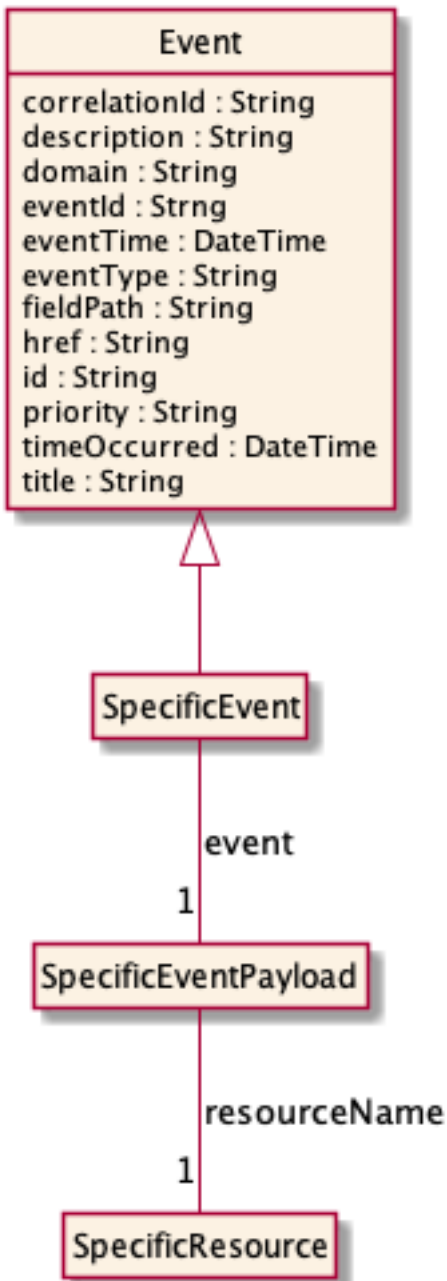 Event
correlationId : String
description : String
domain : String
eventId : Strng
eventTime : DateTime
eventType : String
fieldPath : String
href : String
id : String
priority : String
timeOccurred : DateTime
title : String
SpecificEvent
event
1
SpecificEventPayload
resourceName
1
SpecificResource